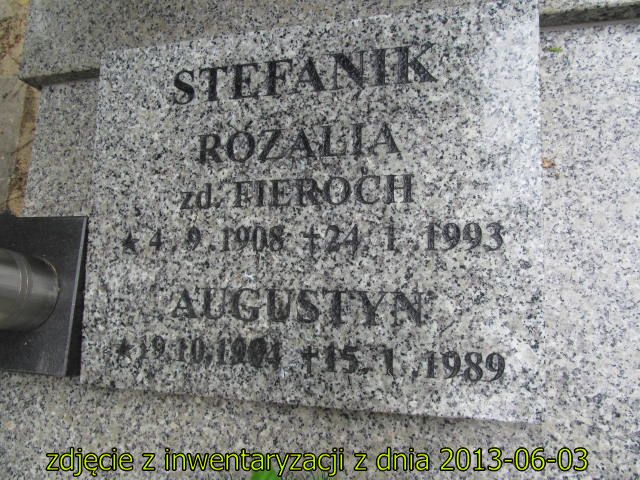 STEFANIK
RÓZALIA
zd. FIEROCH
★ 4. 9. 1908 ✝ 24. 1. 1993
AUGUSTYN
★ 19.10.1904 ✝ 15. 1. 1989
zdjęcie z inwentaryzacji z dnia 2013-06-03